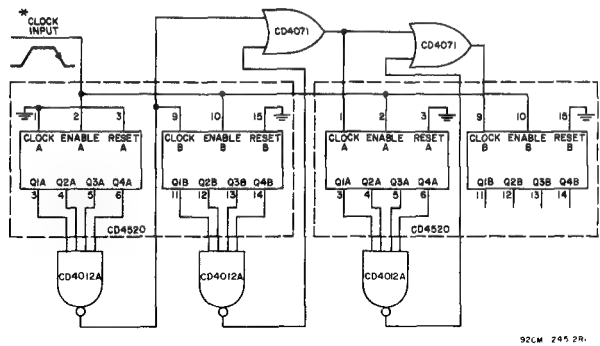 *
CLOCK
INPUT
CD4071
CD4071
1 2 3
CLOCK ENABLE RESET
A A A
Q1A Q2A Q3A Q4A
3 4 5 6
9 10 15
CLOCK ENABLE RESET
B B B
Q1B Q2B Q3B Q4B
11 12 13 14
CD4520
1 2 3
CLOCK ENABLE RESET
A A A
Q1A Q2A Q3A Q4A
3 4 5 6
9 10 15
CLOCK ENABLE RESET
B B B
Q1B Q2B Q3B Q4B
11 12 13 14
CD4520
CD4012A
CD4012A
CD4012A